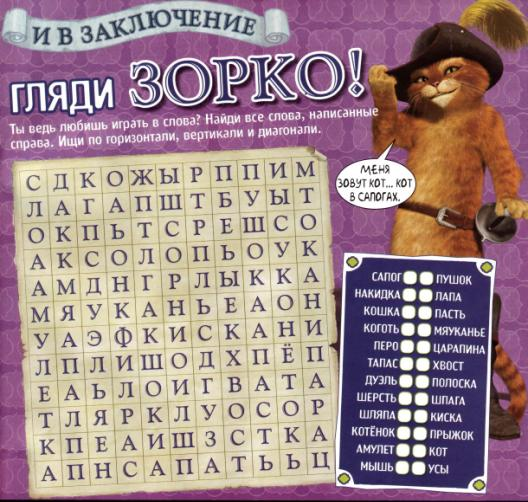 И В ЗАКЛЮЧЕНИЕ
ГЛЯДИ ЗОРКО!
Ты ведь любишь играть в слова? Найди все слова, написанные
справа. Ищи по горизонтали, вертикали и диагонали.
МЕНЯ
ЗОВУТ КОТ... КОТ
В САПОГАХ.
С Д К О Ж Ы Р П П И М
Л А Г А П Ш Т Б У Ы Т
О К П Ь Т С Р Е Ш С О
А К С О Л О П Ь О У К
А М Д Н Г Р Л Ы К К А
М Я У К А Н Ь Е А О Н
У А Э Ф К И С К А Н И
Л П Л И Ш О Д Х П Ё П
Е А Ь Л О И Г В А Т А
Т Л Я Р К Л У О С О Р
К П Е А И Ш З С Т К А
А П Н С А П А Т Ь Ь Ц
САПОГ ПУШОК
НАКИДКА ЛАПА
КОШКА ПАСТЬ
КОГОТЬ МЯУКАНЬЕ
ПЕРО ЦАРАПИНА
ТАПАС ХВОСТ
ДУЭЛЬ ПОЛОСКА
ШЕРСТЬ ШПАГА
ШЛЯПА КИСКА
КОТЁНОК ПРЫЖОК
АМУЛЕТ КОТ
МЫШЬ УСЫ